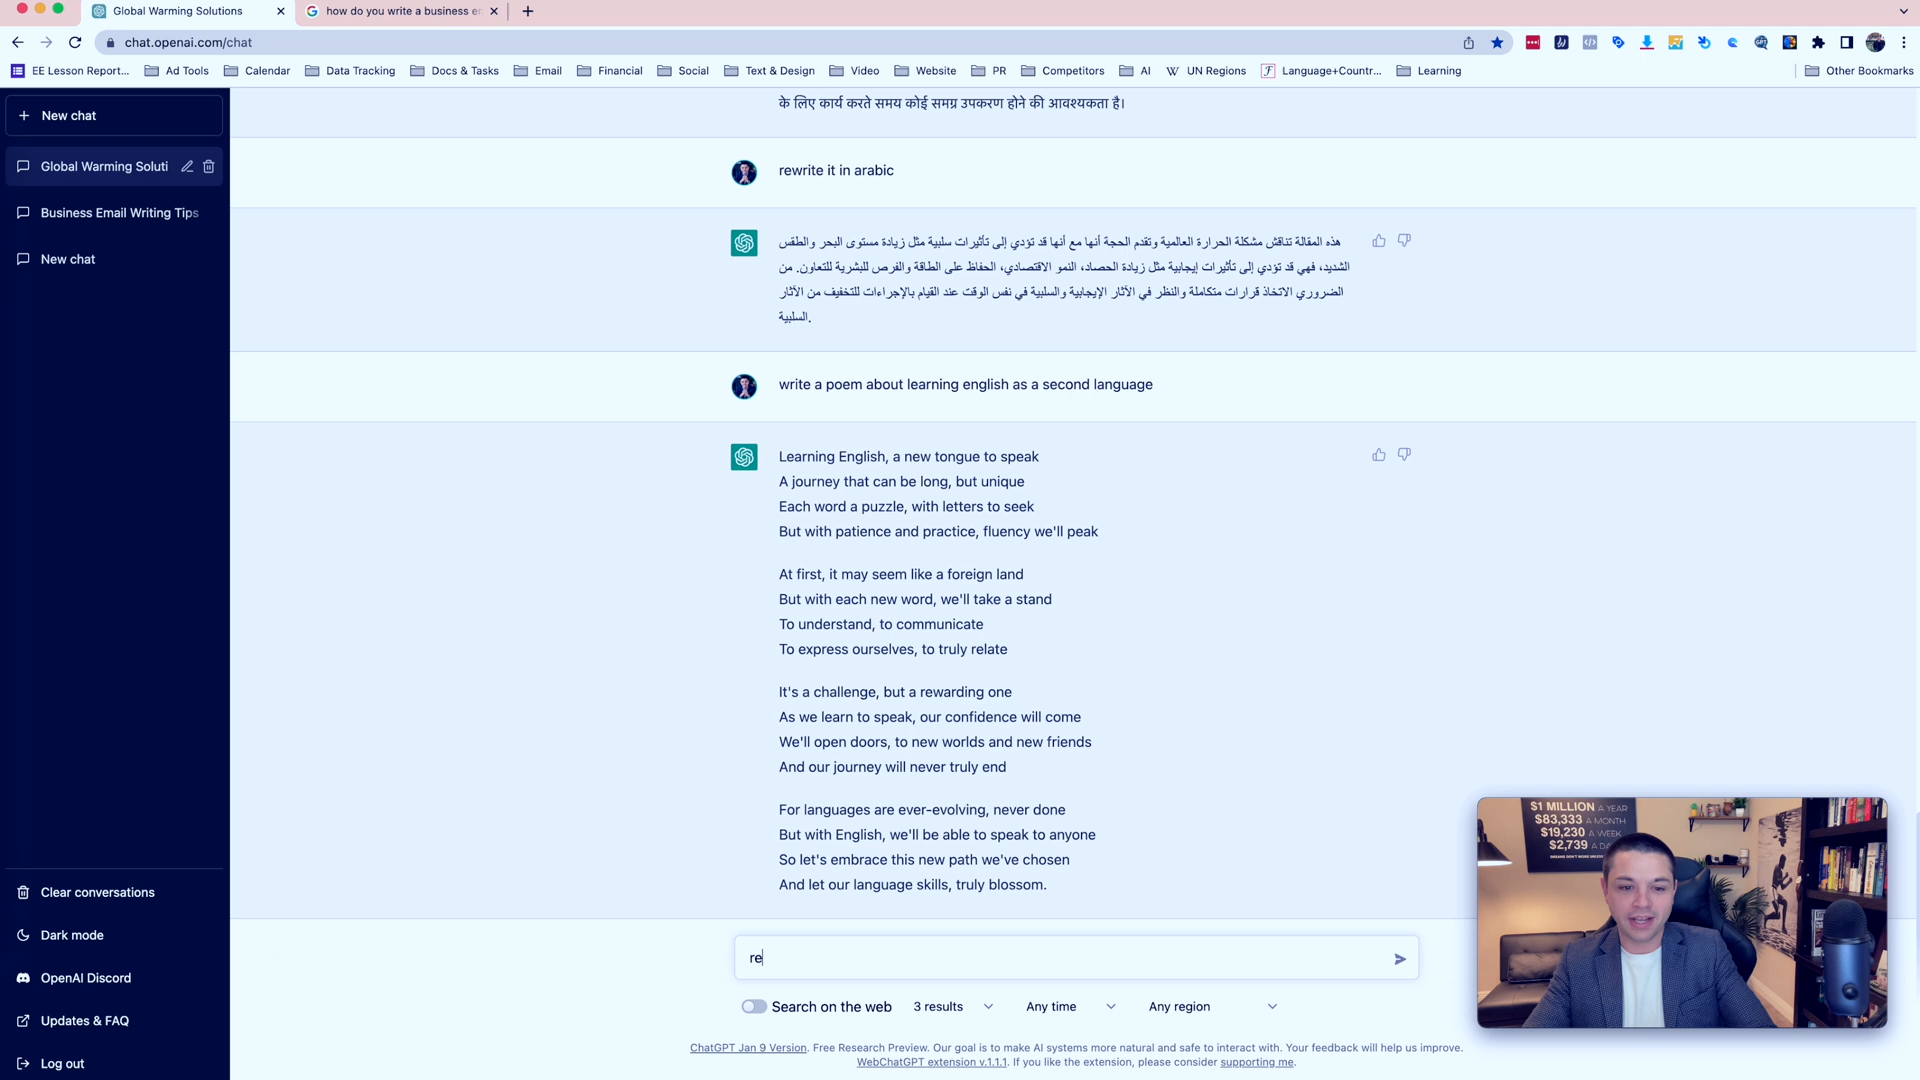 Global Warming Solutions
how do you write a business e
chat.openai.com/chat
EE Lesson Report...
Ad Tools
Calendar
Data Tracking
Docs & Tasks
Email
Financial
Social
Text & Design
Video
Website
PR
Competitors
AI
UN Regions
Language+Countr...
Learning
Other Bookmarks
New chat
Global Warming Soluti
Business Email Writing Tips
New chat
के लिए कार्य करते समय कोई समग्र उपकरण होने की आवश्यकता है।
rewrite it in arabic
هذه المقالة تناقش مشكلة الحرارة العالمية وتقدم الحجة أنها مع أنها قد تؤدي إلى تأثيرات سلبية مثل زيادة مستوى البحر والطقس
الشديد، فهي قد تؤدي إلى تأثيرات إيجابية مثل زيادة الحصاد، النمو الاقتصادي، الحفاظ على الطاقة والفرص للبشرية للتعاون. من
الضروري الاتخاذ قرارات متكاملة والنظر في الآثار الإيجابية والسلبية في نفس الوقت عند القيام بالإجراءات للتخفيف من الآثار
السلبية.
write a poem about learning english as a second language
Learning English, a new tongue to speak
A journey that can be long, but unique
Each word a puzzle, with letters to seek
But with patience and practice, fluency we'll peak
At first, it may seem like a foreign land
But with each new word, we'll take a stand
To understand, to communicate
To express ourselves, to truly relate
It's a challenge, but a rewarding one
As we learn to speak, our confidence will come
We'll open doors, to new worlds and new friends
And our journey will never truly end
For languages are ever-evolving, never done
But with English, we'll be able to speak to anyone
So let's embrace this new path we've chosen
And let our language skills, truly blossom.
Clear conversations
Dark mode
OpenAI Discord
Updates & FAQ
Log out
re
Search on the web
3 results
Any time
Any region
ChatGPT Jan 9 Version. Free Research Preview. Our goal is to make AI systems more natural and safe to interact with. Your feedback will help us improve.
WebChatGPT extension v.1.1.1. If you like the extension, please consider supporting me.
$1 MILLION A YEAR
$83,333 A MONTH
$19,230 A WEEK
$2,739 A DA